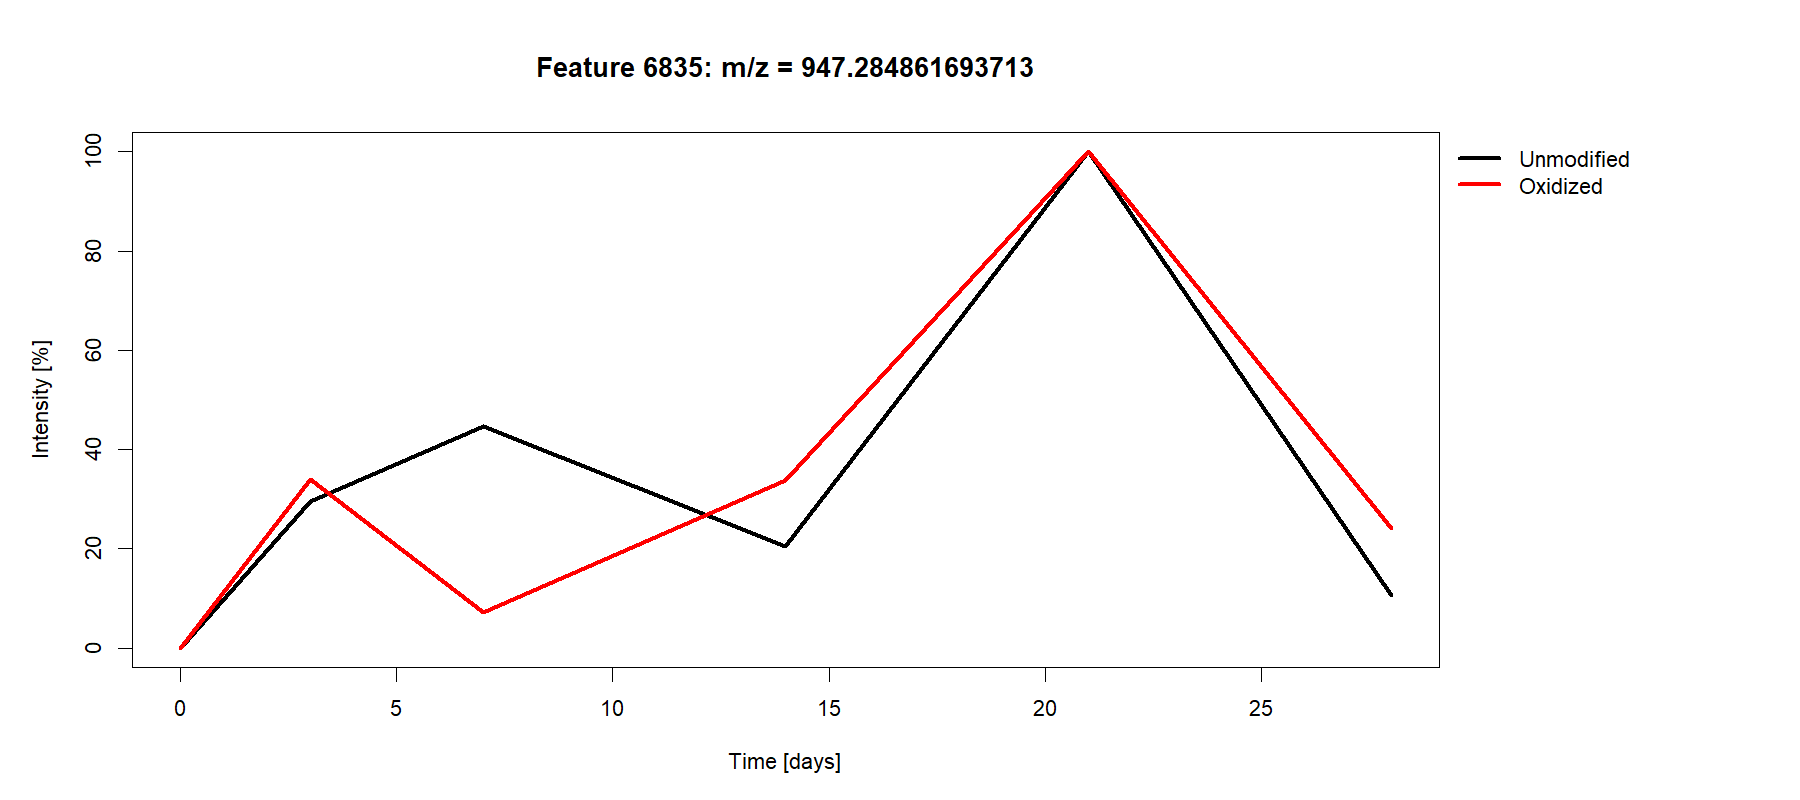 Feature 6835: m/z = 947.284861693713
Unmodified
Oxidized
Intensity [%]
100
80
60
40
20
0
0 5 10 15 20 25
Time [days]